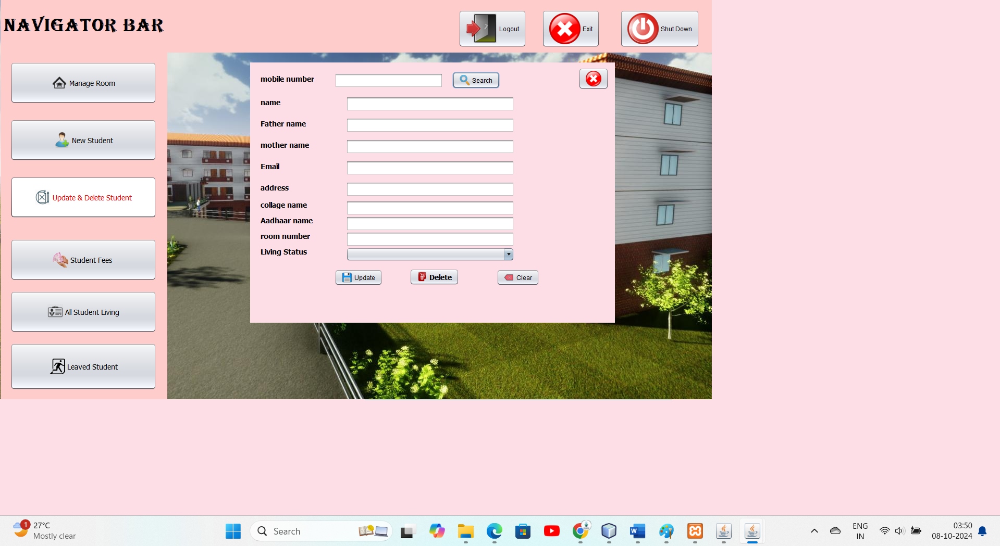 NAVIGATOR BAR
Logout
Exit
Shut Down
Manage Room
New Student
Update & Delete Student
Student Fees
All Student Living
Leaved Student
mobile number
Search
name
Father name
mother name
Email
address
collage name
Aadhaar name
room number
Living Status
Update
Delete
Clear
1
27°C
Mostly clear
Search
W
ENG
IN
03:50
08-10-2024